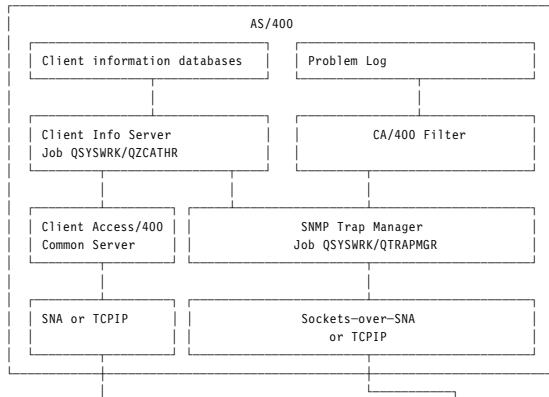 AS/400
Client information databases
Problem Log
Client Info Server
Job QSYSWRK/QZCATHR
CA/400 Filter
Client Access/400
Common Server
SNMP Trap Manager
Job QSYSWRK/QTRAPMGR
SNA or TCPIP
Sockets-over-SNA
or TCPIP